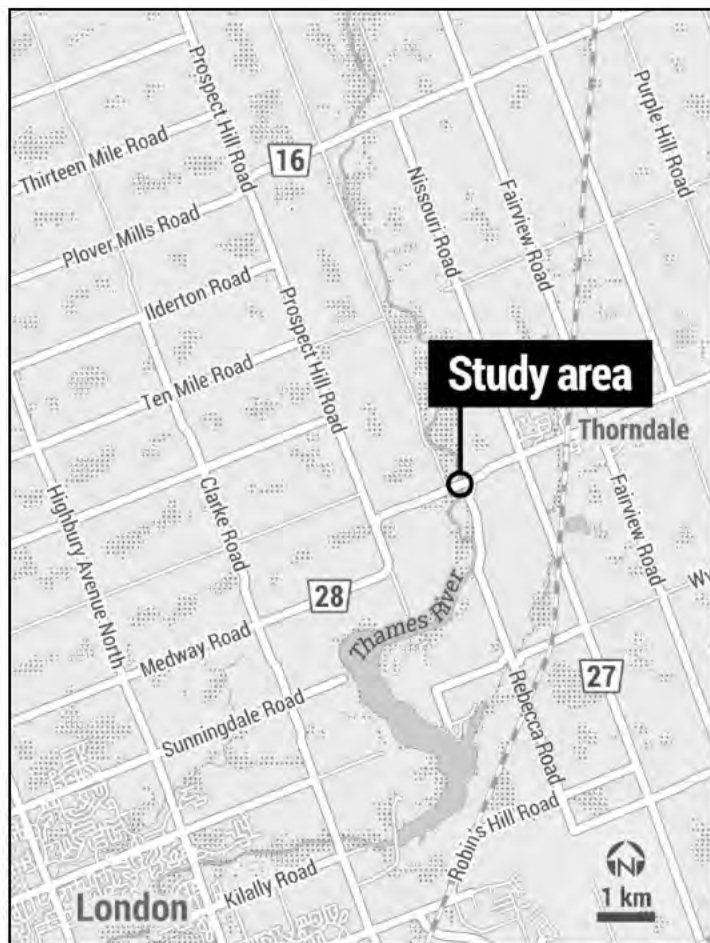 Prospect Hill Road
Purple Hill Road
Thirteen Mile Road
16
Nissouri Road
Fairview Road
Plover Mills Road
Ilderton Road
Prospect Hill Road
Study area
Ten Mile Road
Thorndale
Highbury Avenue North
Clarke Road
Fairview Road
28
Thames River
Wy
Medway Road
27
Sunningdale Road
Rebecca Road
Robin's Hill Road
N
Kilally Road
1 km
London